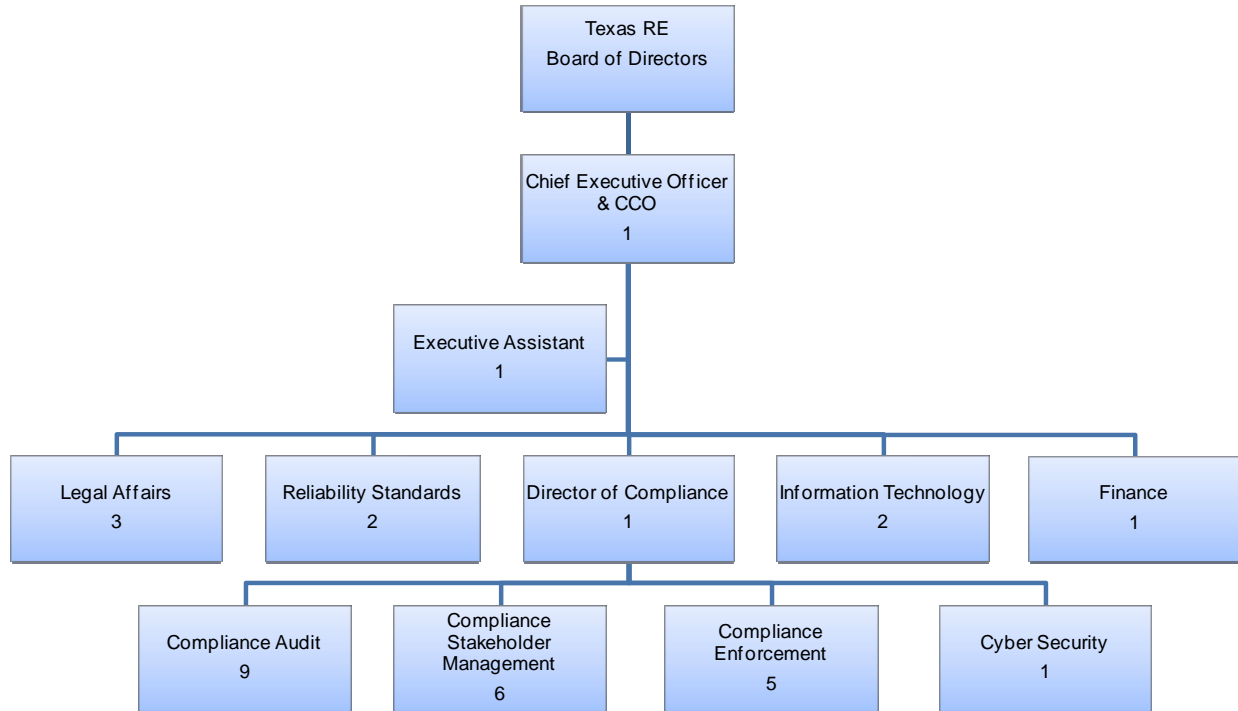 Texas RE
Board of Directors
Chief Executive Officer
& CCO
1
Executive Assistant
1
Legal Affairs
3
Reliability Standards
2
Director of Compliance
1
Information Technology
2
Finance
1
Compliance Audit
9
Compliance
Stakeholder
Management
6
Compliance
Enforcement
5
Cyber Security
1